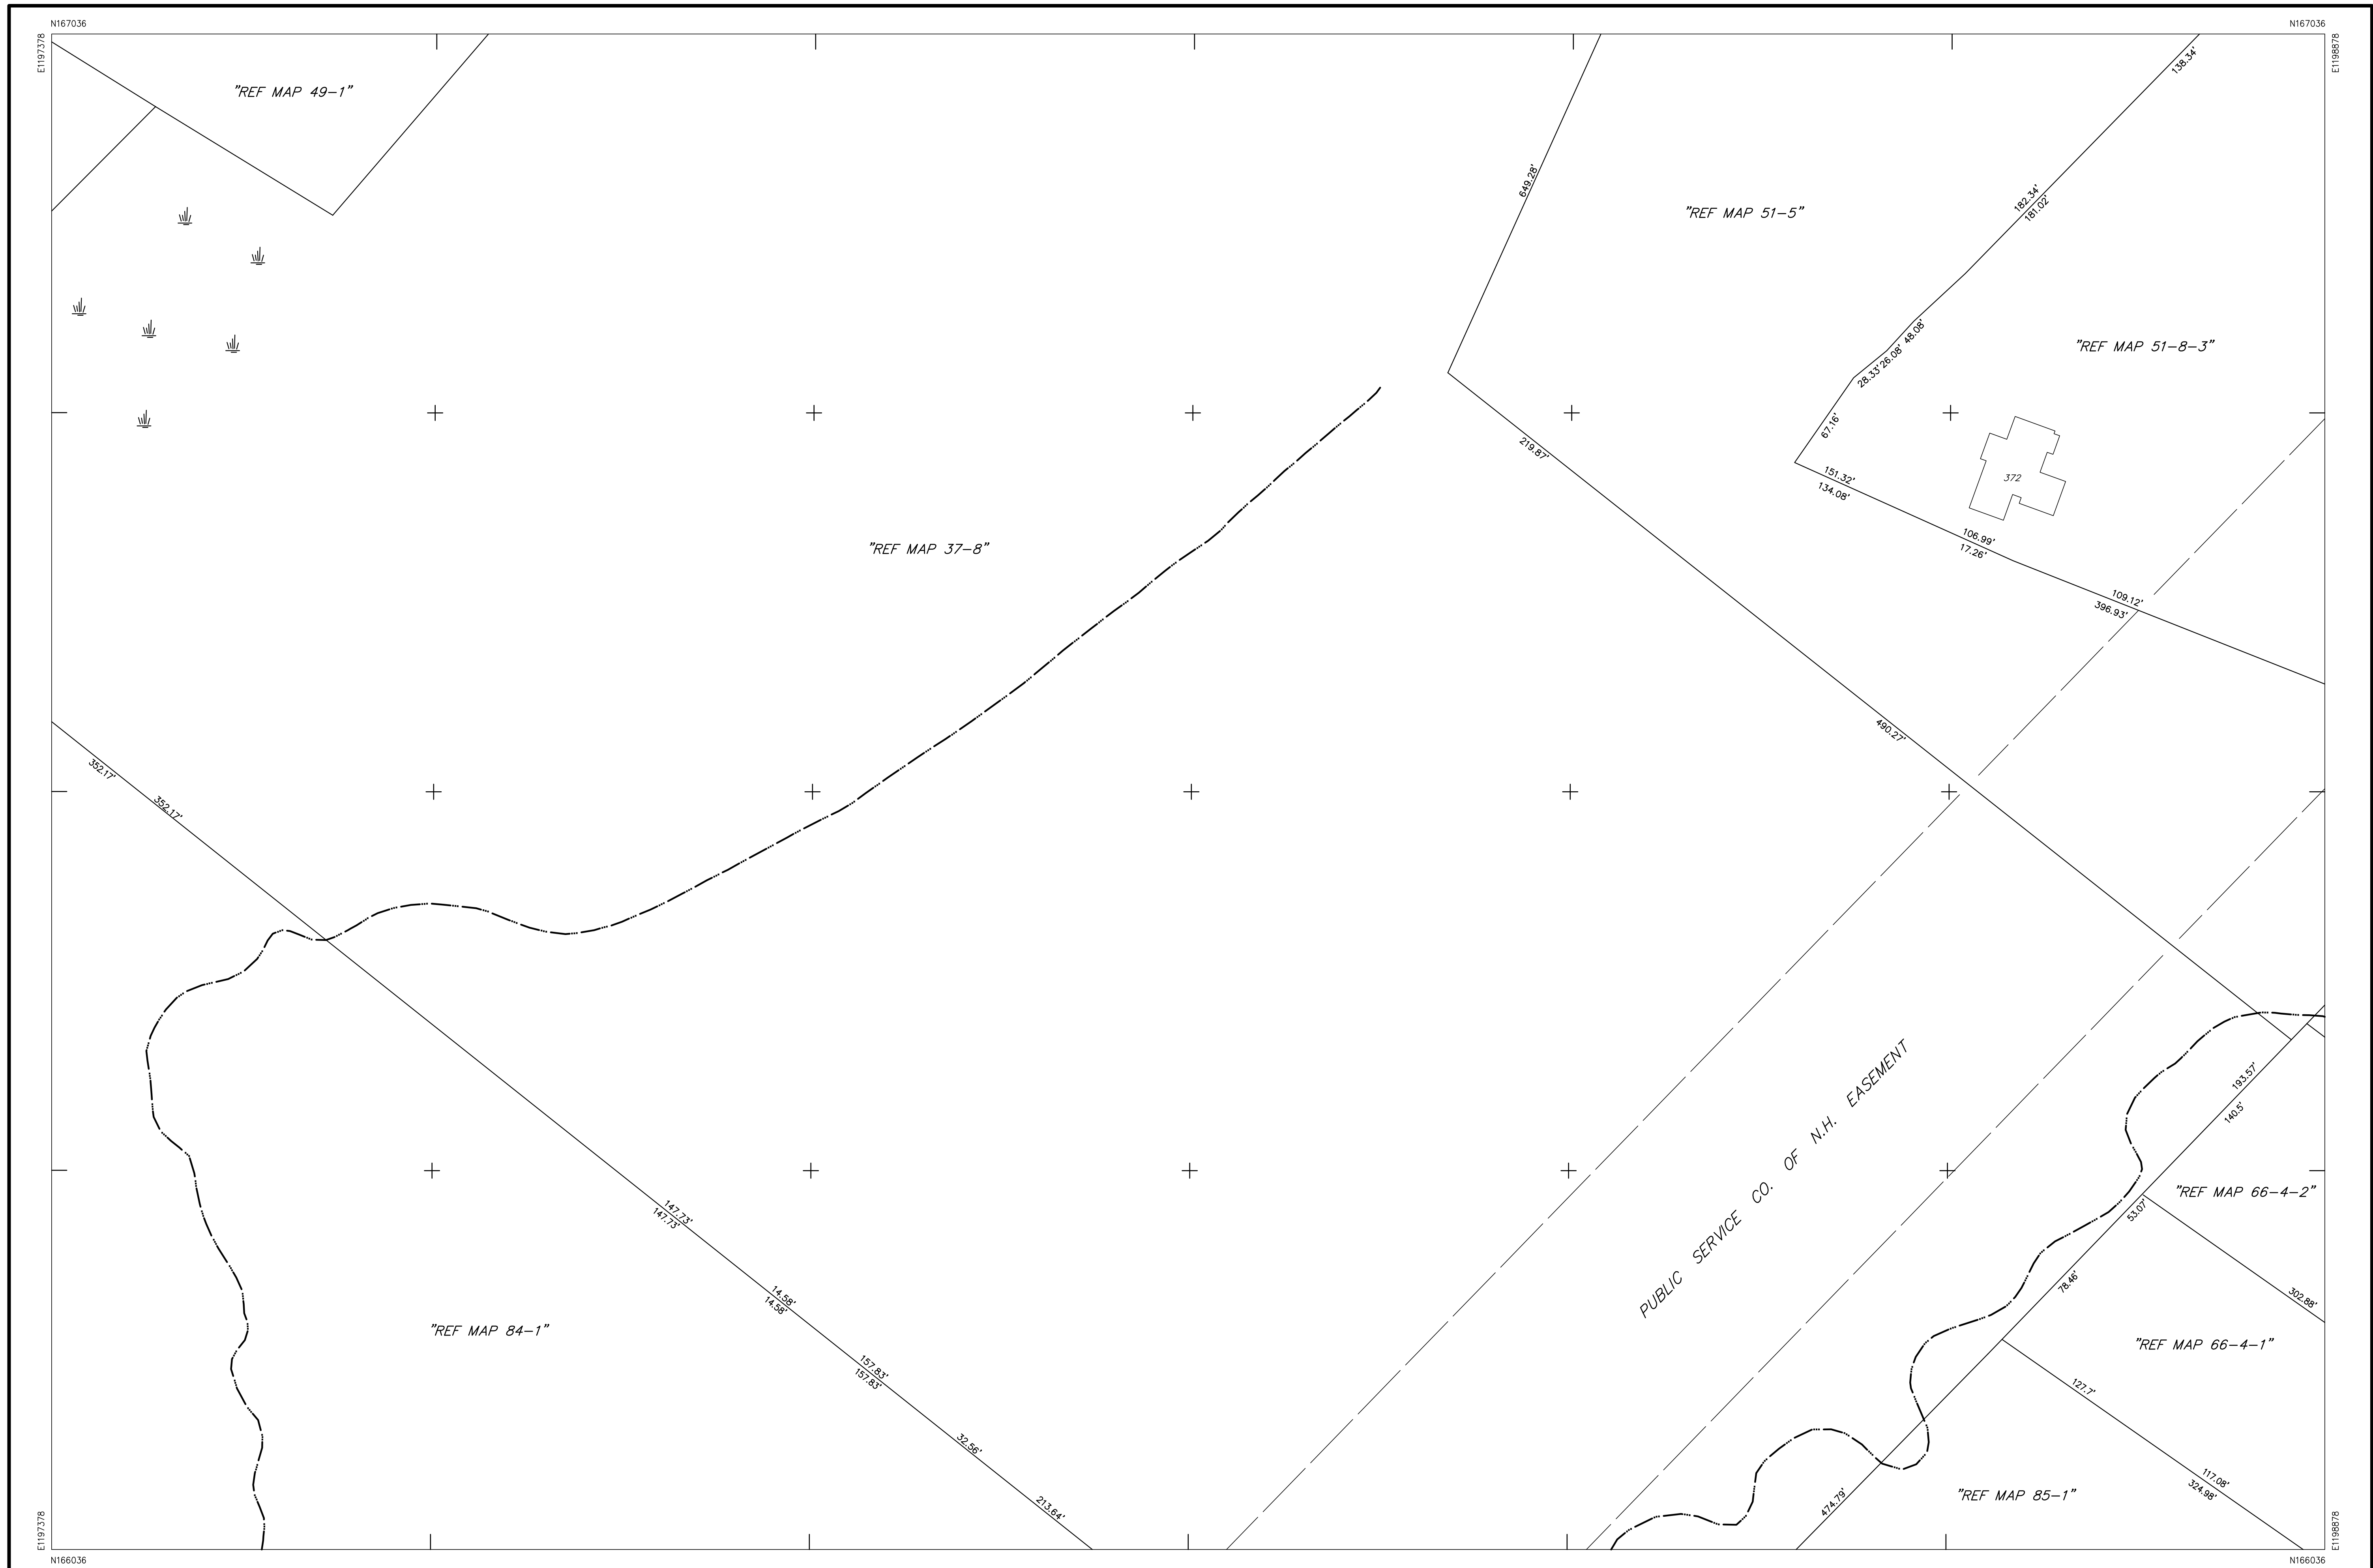 N167036
N167036
E1197378
E1198878
"REF MAP 49-1"
138.34'
649.28'
182.34'
181.02'
"REF MAP 51-5"
48.08'
26.08'
28.33'
"REF MAP 51-8-3"
67.16'
219.87'
151.32'
134.08'
372
106.99'
17.26'
"REF MAP 37-8"
109.12'
396.93'
490.27'
352.17'
352.17'
193.57'
140.5'
PUBLIC SERVICE CO. OF N.H. EASEMENT
"REF MAP 66-4-2"
147.73'
147.73'
53.07'
78.46'
14.58'
14.58'
302.88'
"REF MAP 84-1"
"REF MAP 66-4-1"
157.83'
157.83'
127.7'
32.56'
117.08'
324.98'
213.64'
474.79'
"REF MAP 85-1"
E1197378
E1198878
N166036
N166036